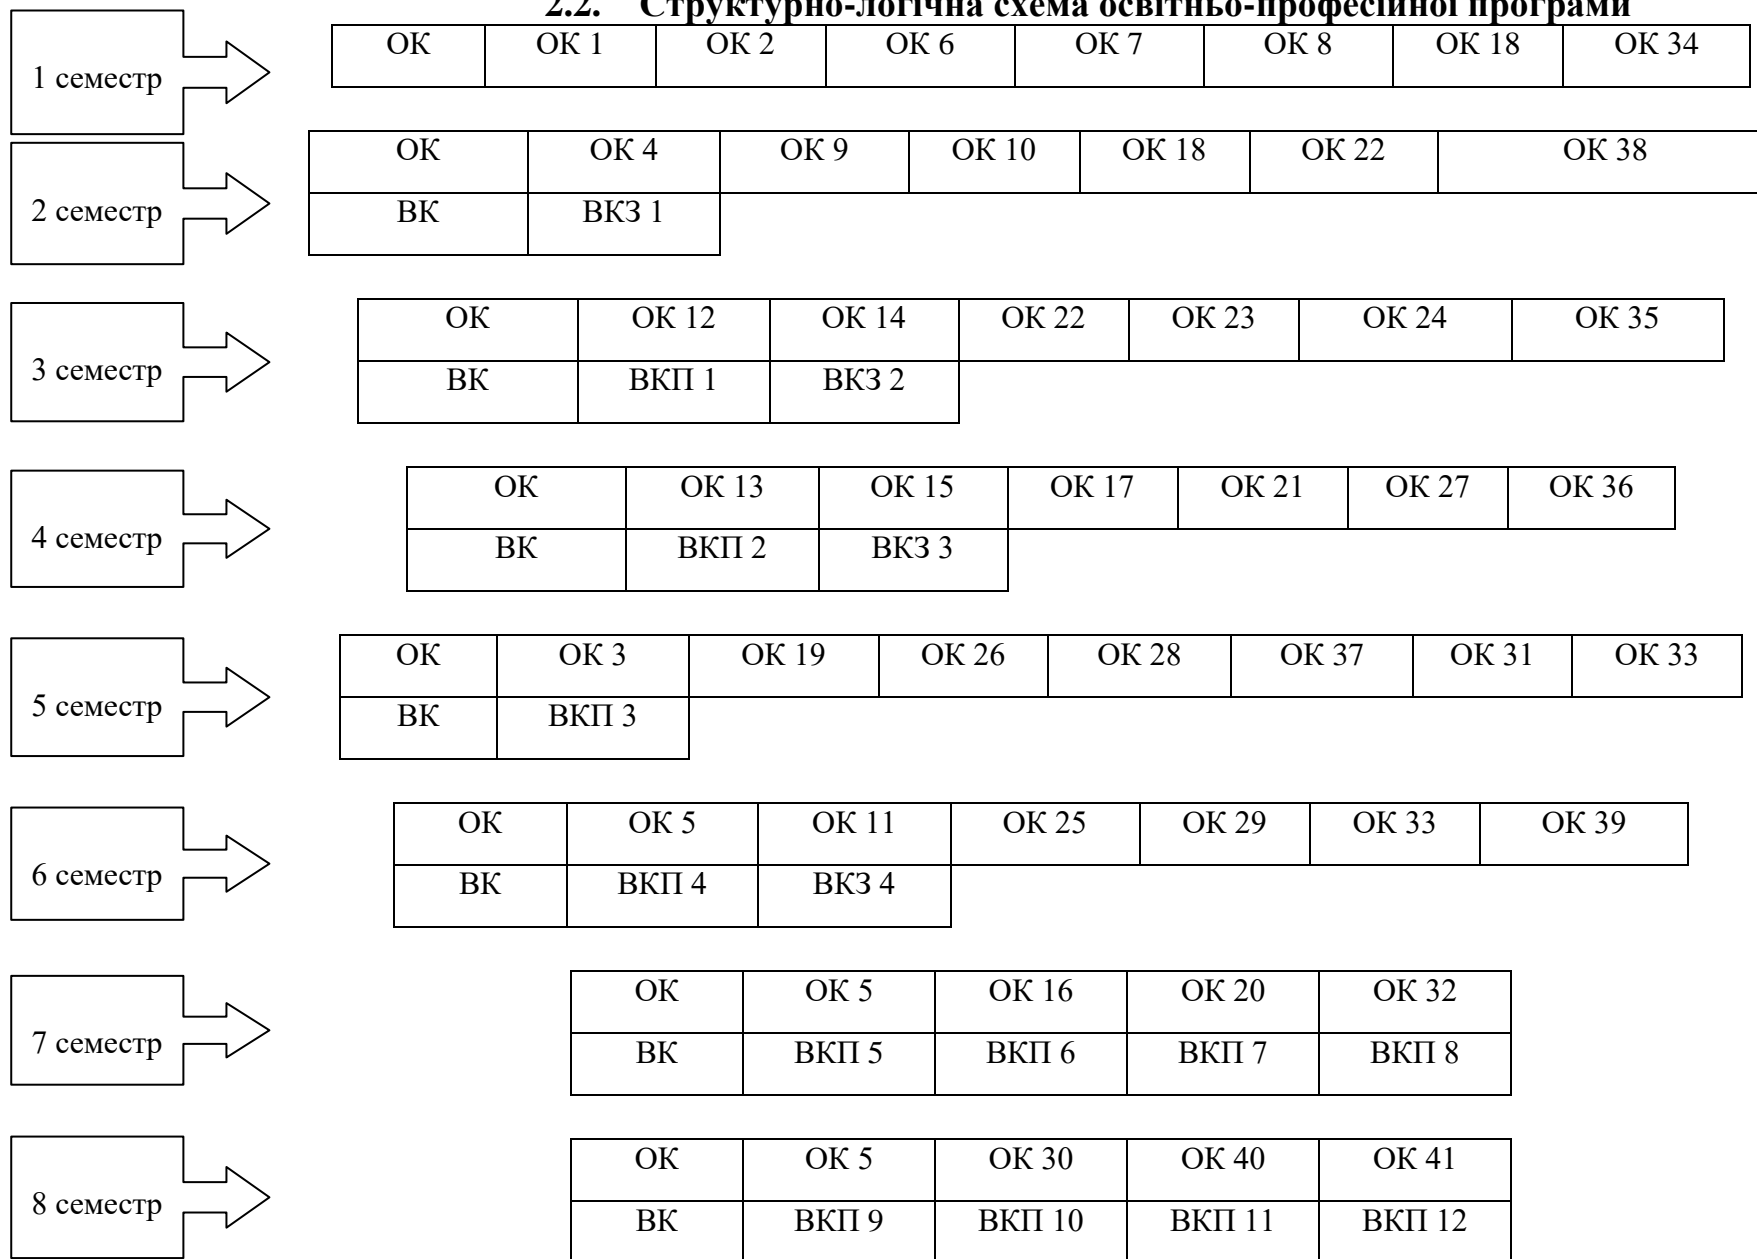 2.2. Структурно-логічна схема освітньо-професійної програми
1 семестр
ОК ОК 1 ОК 2 ОК 6 ОК 7 ОК 8 ОК 18 ОК 34
2 семестр
ОК ОК 4 ОК 9 ОК 10 ОК 18 ОК 22 ОК 38
ВК ВКЗ 1
3 семестр
ОК ОК 12 ОК 14 ОК 22 ОК 23 ОК 24 ОК 35
ВК ВКП 1 ВКЗ 2
4 семестр
ОК ОК 13 ОК 15 ОК 17 ОК 21 ОК 27 ОК 36
ВК ВКП 2 ВКЗ 3
5 семестр
ОК ОК 3 ОК 19 ОК 26 ОК 28 ОК 37 ОК 31 ОК 33
ВК ВКП 3
6 семестр
ОК ОК 5 ОК 11 ОК 25 ОК 29 ОК 33 ОК 39
ВК ВКП 4 ВКЗ 4
7 семестр
ОК ОК 5 ОК 16 ОК 20 ОК 32
ВК ВКП 5 ВКП 6 ВКП 7 ВКП 8
8 семестр
ОК ОК 5 ОК 30 ОК 40 ОК 41
ВК ВКП 9 ВКП 10 ВКП 11 ВКП 12